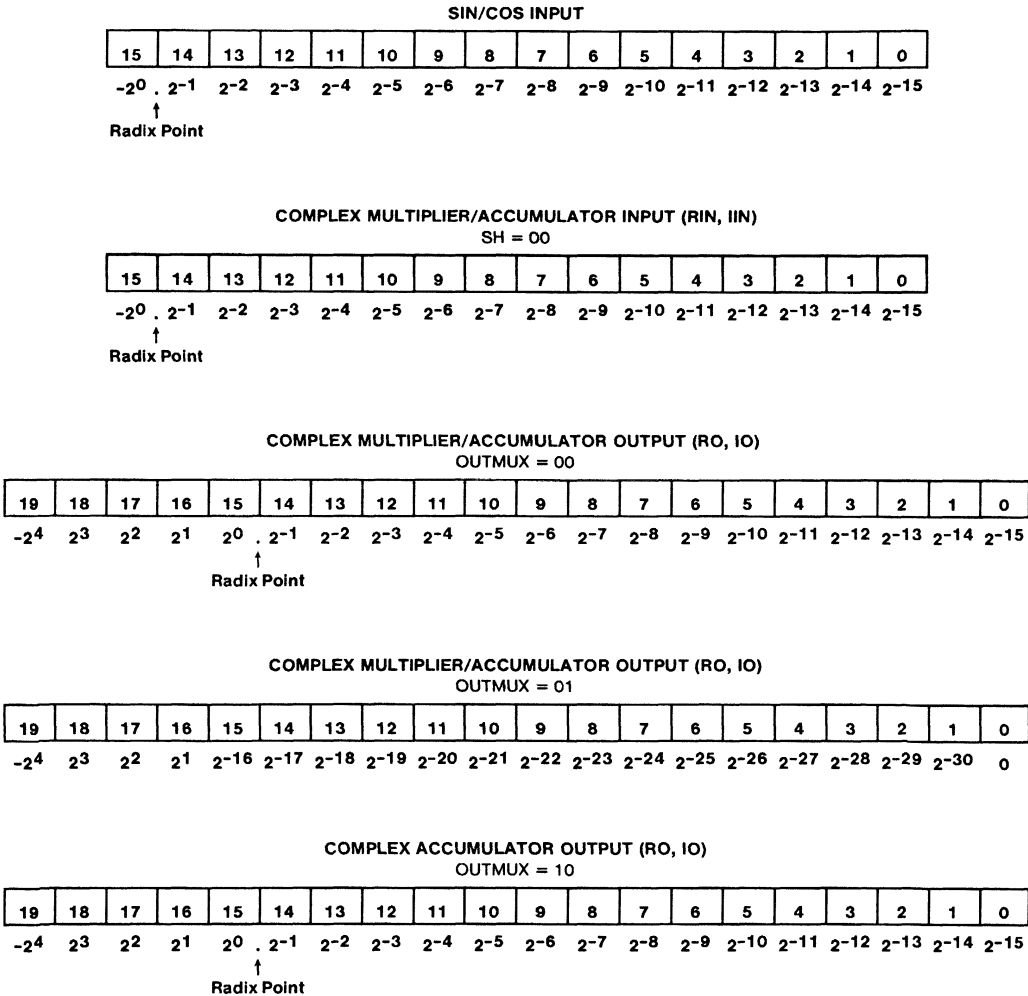 SIN/COS INPUT
15 14 13 12 11 10 9 8 7 6 5 4 3 2 1 0
-2⁰ . 2⁻¹ 2⁻² 2⁻³ 2⁻⁴ 2⁻⁵ 2⁻⁶ 2⁻⁷ 2⁻⁸ 2⁻⁹ 2⁻¹⁰ 2⁻¹¹ 2⁻¹² 2⁻¹³ 2⁻¹⁴ 2⁻¹⁵
↑
Radix Point
COMPLEX MULTIPLIER/ACCUMULATOR INPUT (RIN, IIN)
SH = 00
15 14 13 12 11 10 9 8 7 6 5 4 3 2 1 0
-2⁰ . 2⁻¹ 2⁻² 2⁻³ 2⁻⁴ 2⁻⁵ 2⁻⁶ 2⁻⁷ 2⁻⁸ 2⁻⁹ 2⁻¹⁰ 2⁻¹¹ 2⁻¹² 2⁻¹³ 2⁻¹⁴ 2⁻¹⁵
↑
Radix Point
COMPLEX MULTIPLIER/ACCUMULATOR OUTPUT (RO, IO)
OUTMUX = 00
19 18 17 16 15 14 13 12 11 10 9 8 7 6 5 4 3 2 1 0
-2⁴ 2³ 2² 2¹ 2⁰ . 2⁻¹ 2⁻² 2⁻³ 2⁻⁴ 2⁻⁵ 2⁻⁶ 2⁻⁷ 2⁻⁸ 2⁻⁹ 2⁻¹⁰ 2⁻¹¹ 2⁻¹² 2⁻¹³ 2⁻¹⁴ 2⁻¹⁵
↑
Radix Point
COMPLEX MULTIPLIER/ACCUMULATOR OUTPUT (RO, IO)
OUTMUX = 01
19 18 17 16 15 14 13 12 11 10 9 8 7 6 5 4 3 2 1 0
-2⁴ 2³ 2² 2¹ 2⁻¹⁶ 2⁻¹⁷ 2⁻¹⁸ 2⁻¹⁹ 2⁻²⁰ 2⁻²¹ 2⁻²² 2⁻²³ 2⁻²⁴ 2⁻²⁵ 2⁻²⁶ 2⁻²⁷ 2⁻²⁸ 2⁻²⁹ 2⁻³⁰ 0
COMPLEX ACCUMULATOR OUTPUT (RO, IO)
OUTMUX = 10
19 18 17 16 15 14 13 12 11 10 9 8 7 6 5 4 3 2 1 0
-2⁴ 2³ 2² 2¹ 2⁰ . 2⁻¹ 2⁻² 2⁻³ 2⁻⁴ 2⁻⁵ 2⁻⁶ 2⁻⁷ 2⁻⁸ 2⁻⁹ 2⁻¹⁰ 2⁻¹¹ 2⁻¹² 2⁻¹³ 2⁻¹⁴ 2⁻¹⁵
↑
Radix Point